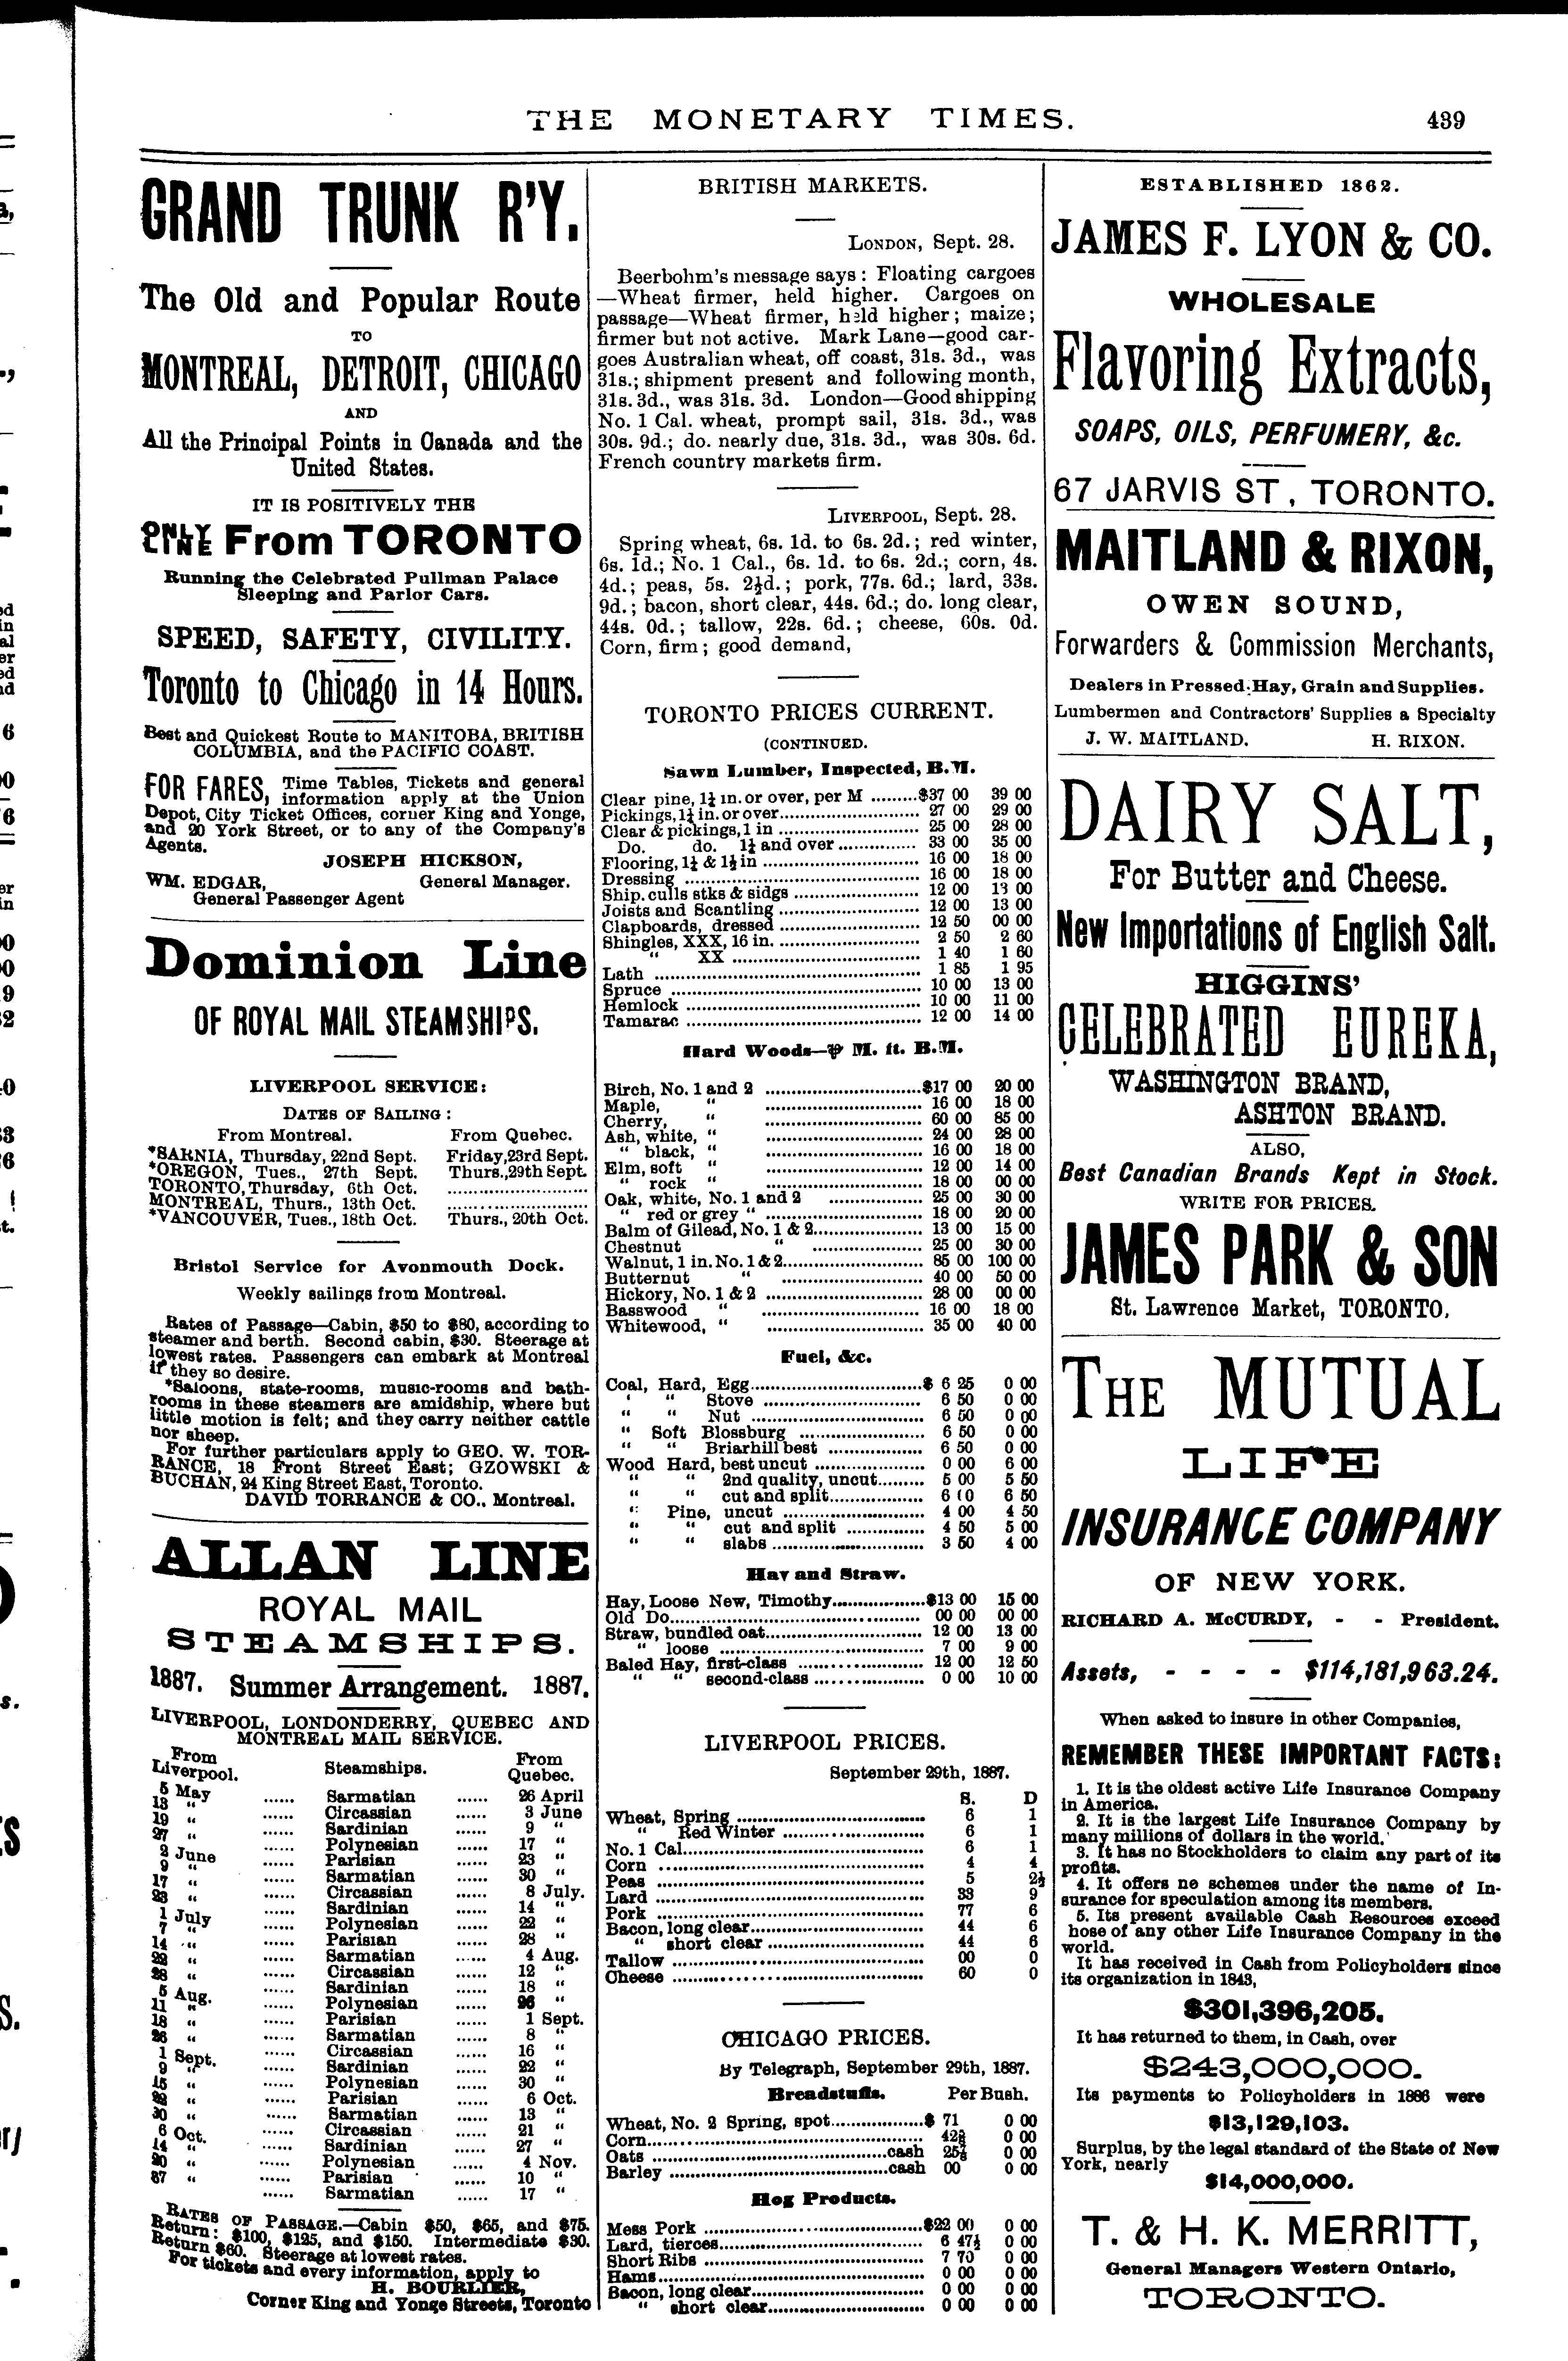 THE MONETARY TIMES.
439
GRAND TRUNK R'Y.
The Old and Popular Route
TO
MONTREAL, DETROIT, CHICAGO
AND
All the Principal Points in Canada and the
United States.
IT IS POSITIVELY THE
ONLY LINE From TORONTO
Running the Celebrated Pullman Palace
Sleeping and Parlor Cars.
SPEED, SAFETY, CIVILITY.
Toronto to Chicago in 14 Hours.
Best and Quickest Route to MANITOBA, BRITISH
COLUMBIA, and the PACIFIC COAST.
FOR FARES, Time Tables, Tickets and general
information apply at the Union
Depot, City Ticket Offices, corner King and Yonge,
and 20 York Street, or to any of the Company's
Agents.
JOSEPH HICKSON,
WM. EDGAR, General Manager.
General Passenger Agent
Dominion Line
OF ROYAL MAIL STEAMSHIPS.
LIVERPOOL SERVICE:
DATES OF SAILING:
From Montreal. From Quebec.
*SARNIA, Thursday, 22nd Sept. Friday, 23rd Sept.
*OREGON, Tues., 27th Sept. Thurs., 29th Sept.
TORONTO, Thursday, 6th Oct. ..........................
MONTREAL, Thurs., 13th Oct. ..........................
*VANCOUVER, Tues., 18th Oct. Thurs., 20th Oct.
Bristol Service for Avonmouth Dock.
Weekly sailings from Montreal.
Rates of Passage—Cabin, $50 to $80, according to
steamer and berth. Second cabin, $30. Steerage at
lowest rates. Passengers can embark at Montreal
if they so desire.
*Saloons, state-rooms, music-rooms and bath-
rooms in these steamers are amidship, where but
little motion is felt; and they carry neither cattle
nor sheep.
For further particulars apply to GEO. W. TOR-
RANCE, 18 Front Street East; GZOWSKI &
BUCHAN, 24 King Street East, Toronto.
DAVID TORRANCE & CO., Montreal.
ALLAN LINE
ROYAL MAIL
STEAMSHIPS.
1887. Summer Arrangement. 1887.
LIVERPOOL, LONDONDERRY, QUEBEC AND
MONTREAL MAIL SERVICE.
From Liverpool. Steamships. From Quebec.
5 May ...... Sarmatian ...... 26 April
13 " ...... Circassian ...... 3 June
19 " ...... Sardinian ...... 9 "
27 " ...... Polynesian ...... 17 "
2 June ...... Parisian ...... 23 "
9 " ...... Sarmatian ...... 30 "
17 " ...... Circassian ...... 8 July.
23 " ...... Sardinian ...... 14 "
1 July ...... Polynesian ...... 22 "
7 " ...... Parisian ...... 28 "
14 " ...... Sarmatian ...... 4 Aug.
22 " ...... Circassian ...... 12 "
28 " ...... Sardinian ...... 18 "
5 Aug. ...... Polynesian ...... 26 "
11 " ...... Parisian ...... 1 Sept.
18 " ...... Sarmatian ...... 8 "
26 " ...... Circassian ...... 16 "
1 Sept. ...... Sardinian ...... 22 "
9 " ...... Polynesian ...... 30 "
15 " ...... Parisian ...... 6 Oct.
22 " ...... Sarmatian ...... 13 "
30 " ...... Circassian ...... 21 "
6 Oct. ...... Sardinian ...... 27 "
14 " ...... Polynesian ...... 4 Nov.
20 " ...... Parisian ...... 10 "
87 " ...... Sarmatian ...... 17 "
RATES OF PASSAGE.—Cabin $50, $65, and $75.
Return: $100, $125, and $150. Intermediate $30.
Return $60. Steerage at lowest rates.
For tickets and every information, apply to
H. BOURLIER,
Corner King and Yonge Streets, Toronto
BRITISH MARKETS.
LONDON, Sept. 28.
Beerbohm's message says: Floating cargoes
—Wheat firmer, held higher. Cargoes on
passage—Wheat firmer, held higher; maize;
firmer but not active. Mark Lane—good car-
goes Australian wheat, off coast, 31s. 3d., was
31s.; shipment present and following month,
31s. 3d., was 31s. 3d. London—Good shipping
No. 1 Cal. wheat, prompt sail, 31s. 3d., was
30s. 9d.; do. nearly due, 31s. 3d., was 30s. 6d.
French country markets firm.
LIVERPOOL, Sept. 28.
Spring wheat, 6s. 1d. to 6s. 2d.; red winter,
6s. 1d.; No. 1 Cal., 6s. 1d. to 6s. 2d.; corn, 4s.
4d.; peas, 5s. 2½d.; pork, 77s. 6d.; lard, 33s.
9d.; bacon, short clear, 44s. 6d.; do. long clear,
44s. 0d.; tallow, 22s. 6d.; cheese, 60s. 0d.
Corn, firm; good demand,
TORONTO PRICES CURRENT.
(CONTINUED.
Sawn Lumber, Inspected, B.M.
Clear pine, 1¼ in. or over, per M .........$37 00 39 00
Pickings, 1¼ in. or over............ 27 00 29 00
Clear & pickings, 1 in ............ 25 00 28 00
Do. do. 1¼ and over ............ 33 00 35 00
Flooring, 1¼ & 1½ in ............ 16 00 18 00
Dressing ............ 16 00 18 00
Ship. culls stks & sidgs ............ 12 00 13 00
Joists and Scantling ............ 12 00 13 00
Clapboards, dressed ............ 12 50 00 00
Shingles, XXX, 16 in. ............ 2 50 2 60
" XX ............ 1 40 1 60
Lath ............ 1 85 1 95
Spruce ............ 10 00 13 00
Hemlock ............ 10 00 11 00
Tamarac ............ 12 00 14 00
Hard Woods—₱ M. ft. B.M.
Birch, No. 1 and 2 ............$17 00 20 00
Maple, " ............ 16 00 18 00
Cherry, " ............ 60 00 85 00
Ash, white, " ............ 24 00 28 00
" black, " ............ 16 00 18 00
Elm, soft " ............ 12 00 14 00
" rock " ............ 18 00 00 00
Oak, white, No. 1 and 2 ............ 25 00 30 00
" red or grey " ............ 18 00 20 00
Balm of Gilead, No. 1 & 2............ 13 00 15 00
Chestnut " ............ 25 00 30 00
Walnut, 1 in. No. 1 & 2............ 85 00 100 00
Butternut " ............ 40 00 50 00
Hickory, No. 1 & 2 ............ 28 00 00 00
Basswood " ............ 16 00 18 00
Whitewood, " ............ 35 00 40 00
Fuel, &c.
Coal, Hard, Egg............$ 6 25 0 00
" " Stove ............ 6 50 0 00
" " Nut ............ 6 50 0 00
" Soft Blossburg ............ 6 50 0 00
" " Briarhill best ............ 6 50 0 00
Wood Hard, best uncut ............ 0 00 6 00
" " 2nd quality, uncut........ 5 00 5 50
" " cut and split............ 6 00 6 50
" Pine, uncut ............ 4 00 4 50
" " cut and split ............ 4 50 5 00
" " slabs ............ 3 50 4 00
Hay and Straw.
Hay, Loose New, Timothy............$13 00 15 00
Old Do............ 00 00 00 00
Straw, bundled oat............ 12 00 13 00
" loose ............ 7 00 9 00
Baled Hay, first-class ............ 12 00 12 50
" " second-class ............ 0 00 10 00
LIVERPOOL PRICES.
September 29th, 1887.
S. D
Wheat, Spring ............ 6 1
" Red Winter ............ 6 1
No. 1 Cal............ 6 1
Corn ............ 4 4
Peas ............ 5 2½
Lard ............ 33 9
Pork ............ 77 6
Bacon, long clear............ 44 6
" short clear ............ 44 6
Tallow ............ 00 0
Cheese ............ 60 0
CHICAGO PRICES.
By Telegraph, September 29th, 1887.
Breadstuffs. Per Bush.
Wheat, No. 2 Spring, spot............$ 71 0 00
Corn............ 0 00
Oats ............cash 0 00
Barley ............cash 00 0 00
Hog Products.
Mess Pork ............$22 00 0 00
Lard, tierces............ 6 47½ 0 00
Short Ribs ............ 7 70 0 00
Hams............ 0 00 0 00
Bacon, long clear............ 0 00 0 00
" short clear............ 0 00 0 00
ESTABLISHED 1862.
JAMES F. LYON & CO.
WHOLESALE
Flavoring Extracts,
SOAPS, OILS, PERFUMERY, &c.
67 JARVIS ST, TORONTO.
MAITLAND & RIXON,
OWEN SOUND,
Forwarders & Commission Merchants,
Dealers in Pressed Hay, Grain and Supplies.
Lumbermen and Contractors' Supplies a Specialty
J. W. MAITLAND. H. RIXON.
DAIRY SALT,
For Butter and Cheese.
New Importations of English Salt.
HIGGINS'
CELEBRATED EUREKA,
WASHINGTON BRAND,
ASHTON BRAND.
ALSO,
Best Canadian Brands Kept in Stock.
WRITE FOR PRICES.
JAMES PARK & SON
St. Lawrence Market, TORONTO.
THE MUTUAL
LIFE
INSURANCE COMPANY
OF NEW YORK.
RICHARD A. McCURDY, - - President.
Assets, - - - - $114,181,963.24.
When asked to insure in other Companies,
REMEMBER THESE IMPORTANT FACTS:
1. It is the oldest active Life Insurance Company
in America.
2. It is the largest Life Insurance Company by
many millions of dollars in the world.
3. It has no Stockholders to claim any part of its
profits.
4. It offers ne schemes under the name of In-
surance for speculation among its members.
5. Its present available Cash Resources exceed
hose of any other Life Insurance Company in the
world.
It has received in Cash from Policyholders since
its organization in 1843,
$301,396,205.
It has returned to them, in Cash, over
$243,000,000.
Its payments to Policyholders in 1886 were
$13,129,103.
Surplus, by the legal standard of the State of New
York, nearly
$14,000,000.
T. & H. K. MERRITT,
General Managers Western Ontario,
TORONTO.